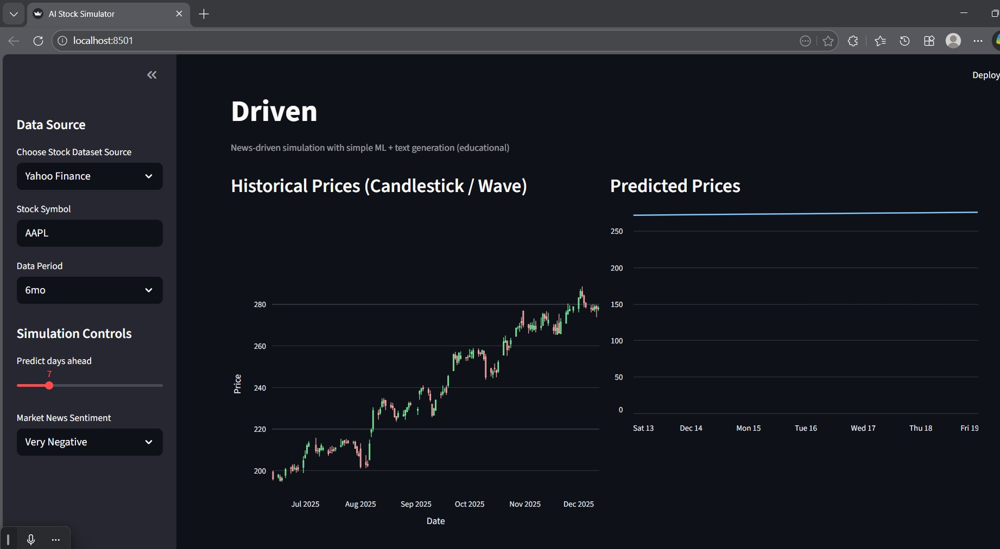 AI Stock Simulator
localhost:8501
Deploy
Data Source
Choose Stock Dataset Source
Yahoo Finance
Stock Symbol
AAPL
Data Period
6mo
Simulation Controls
Predict days ahead
7
Market News Sentiment
Very Negative
Driven
News-driven simulation with simple ML + text generation (educational)
Historical Prices (Candlestick / Wave)
280
260
240
220
200
Price
Jul 2025 Aug 2025 Sep 2025 Oct 2025 Nov 2025 Dec 2025
Date
Predicted Prices
250
200
150
100
50
0
Sat 13 Dec 14 Mon 15 Tue 16 Wed 17 Thu 18 Fri 19